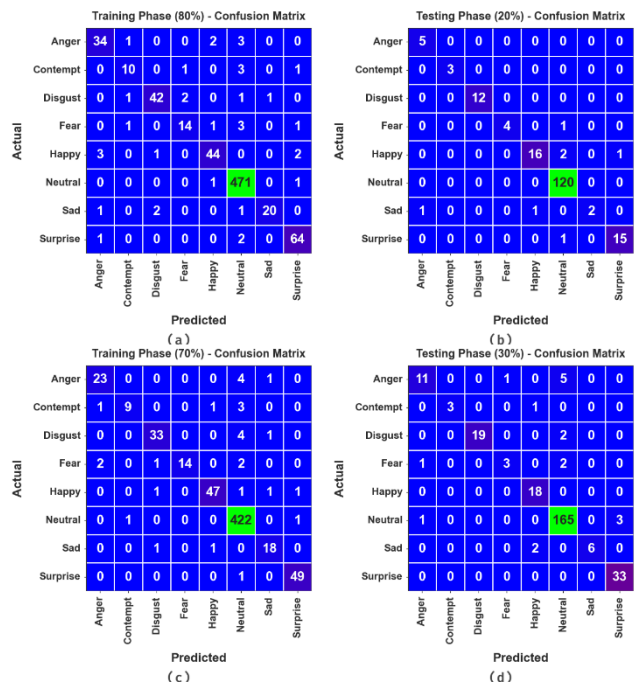 Training Phase (80%) - Confusion Matrix
Anger 34 1 0 0 2 3 0 0
Contempt 0 10 0 1 0 3 0 1
Disgust 0 1 42 2 0 1 1 0
Fear 0 1 0 14 1 3 0 1
Happy 3 0 1 0 44 0 0 2
Neutral 0 0 0 0 1 471 0 1
Sad 1 0 2 0 0 1 20 0
Surprise 1 0 0 0 0 2 0 64
Actual
Anger Contempt Disgust Fear Happy Neutral Sad Surprise
Predicted
(a)
Testing Phase (20%) - Confusion Matrix
Anger 5 0 0 0 0 0 0 0
Contempt 0 3 0 0 0 0 0 0
Disgust 0 0 12 0 0 0 0 0
Fear 0 0 0 4 0 1 0 0
Happy 0 0 0 0 16 2 0 1
Neutral 0 0 0 0 0 120 0 0
Sad 1 0 0 0 1 0 2 0
Surprise 0 0 0 0 0 1 0 15
Actual
Anger Contempt Disgust Fear Happy Neutral Sad Surprise
Predicted
(b)
Training Phase (70%) - Confusion Matrix
Anger 23 0 0 0 0 4 1 0
Contempt 1 9 0 0 1 3 0 0
Disgust 0 0 33 0 0 4 1 0
Fear 2 0 1 14 0 2 0 0
Happy 0 0 1 0 47 1 1 1
Neutral 0 1 0 0 0 422 0 1
Sad 0 0 1 0 1 0 18 0
Surprise 0 0 0 0 0 1 0 49
Actual
Anger Contempt Disgust Fear Happy Neutral Sad Surprise
Predicted
(c)
Testing Phase (30%) - Confusion Matrix
Anger 11 0 0 1 0 5 0 0
Contempt 0 3 0 0 1 0 0 0
Disgust 0 0 19 0 0 2 0 0
Fear 1 0 0 3 0 2 0 0
Happy 0 0 0 0 18 0 0 0
Neutral 1 0 0 0 0 165 0 3
Sad 0 0 0 0 2 0 6 0
Surprise 0 0 0 0 0 0 0 33
Actual
Anger Contempt Disgust Fear Happy Neutral Sad Surprise
Predicted
(d)